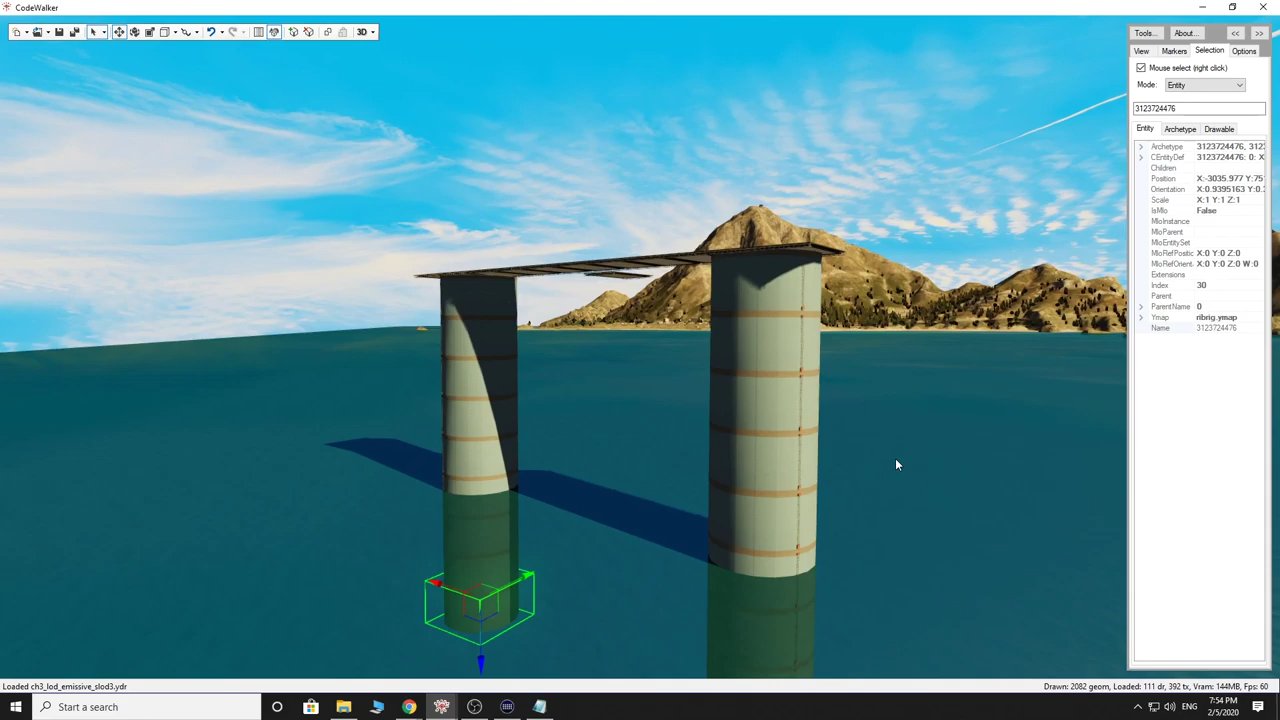 CodeWalker
3D
Tools...
About...
<<
>>
View
Markers
Selection
Options
Mouse select (right click)
Mode:
Entity
3123724476
Entity
Archetype
Drawable
Archetype 3123724476, 312
CEntityDef 3123724476: 0: X
Children
Position X:-3035.977 Y:75
Orientation X:0.9395163 Y:0.
Scale X:1 Y:1 Z:1
IsMlo False
MloInstance
MloParent
MloEntitySet
MloRefPositic X:0 Y:0 Z:0
MloRefOrient X:0 Y:0 Z:0 W:0
Extensions
Index 30
Parent
ParentName 0
Ymap ribrig.ymap
Name 3123724476
Loaded ch3_lod_emissive_slod3.ydr
Drawn: 2082 geom, Loaded: 111 dr, 392 tx, Vram: 144MB, Fps: 60
Start a search
ENG
7:54 PM
2/5/2020